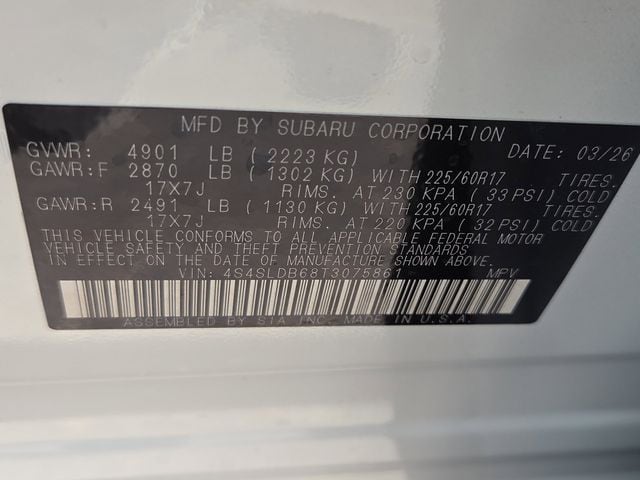 MFD BY SUBARU CORPORATION
GVWR: 4901 LB (2223 KG) DATE: 03/26
GAWR:F 2870 LB (1302 KG) WITH 225/60R17 TIRES.
17X7J RIMS. AT 230 KPA (33 PSI) COLD
GAWR:R 2491 LB (1130 KG) WITH 225/60R17 TIRES.
17X7J RIMS. AT 220 KPA (32 PSI) COLD
THIS VEHICLE CONFORMS TO ALL APPLICABLE FEDERAL MOTOR
VEHICLE SAFETY AND THEFT PREVENTION STANDARDS
IN EFFECT ON THE DATE OF MANUFACTURE SHOWN ABOVE.
VIN: 4S4SLDB68T3075861 MPV
ASSEMBLED BY SIA INC. MADE IN U.S.A.